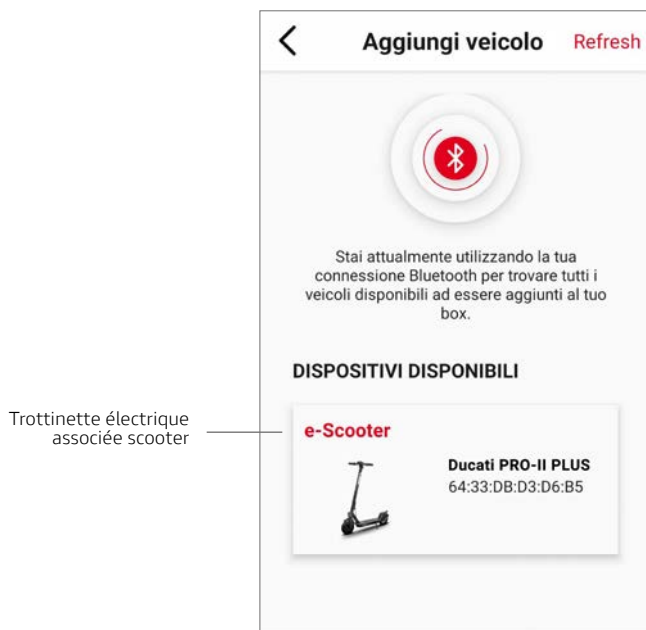 Aggiungi veicolo Refresh
Stai attualmente utilizzando la tua
connessione Bluetooth per trovare tutti i
veicoli disponibili ad essere aggiunti al tuo
box.
DISPOSITIVI DISPONIBILI
Trottinette électrique
associée scooter
e-Scooter
Ducati PRO-II PLUS
64:33:DB:D3:D6:B5